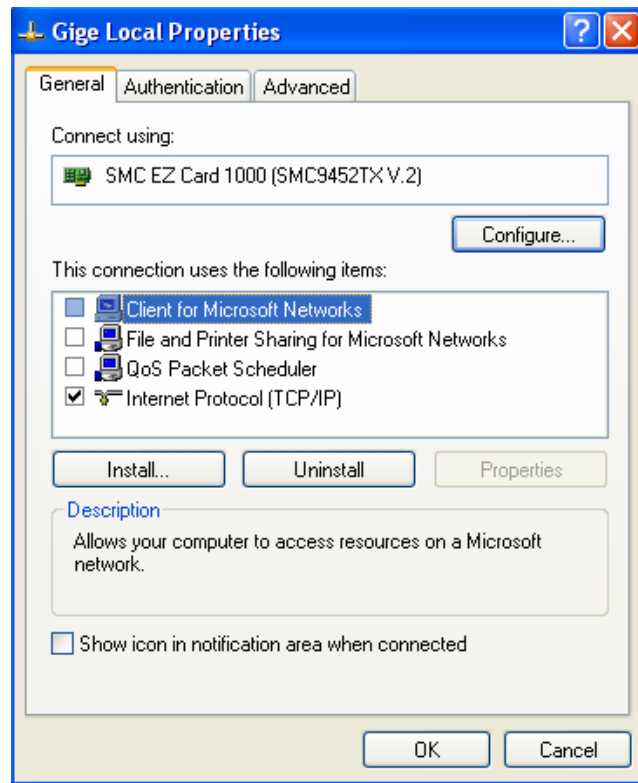 Gige Local Properties
General Authentication Advanced
Connect using:
SMC EZ Card 1000 (SMC9452TX V.2)
Configure...
This connection uses the following items:
Client for Microsoft Networks
File and Printer Sharing for Microsoft Networks
QoS Packet Scheduler
Internet Protocol (TCP/IP)
Install... Uninstall Properties
Description
Allows your computer to access resources on a Microsoft
network.
Show icon in notification area when connected
OK Cancel